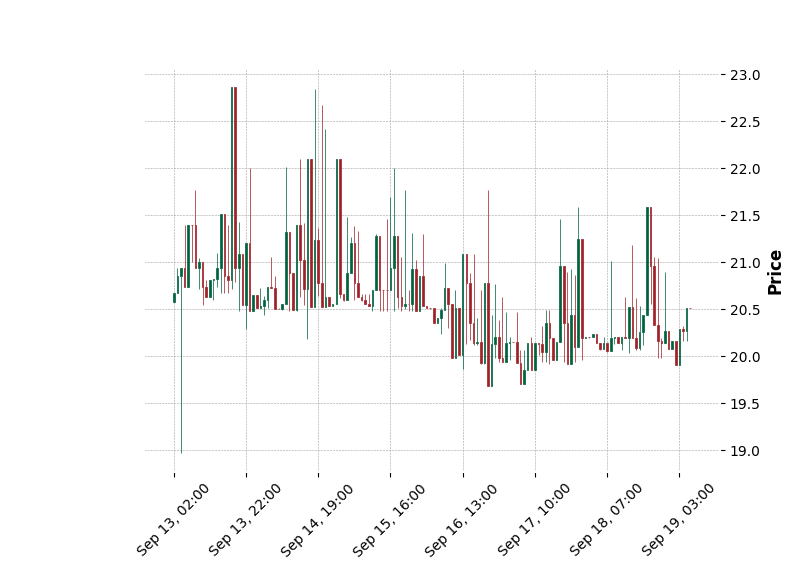 23.0
22.5
22.0
21.5
21.0
20.5
20.0
19.5
19.0
Price
Sep 13, 02:00
Sep 13, 22:00
Sep 14, 19:00
Sep 15, 16:00
Sep 16, 13:00
Sep 17, 10:00
Sep 18, 07:00
Sep 19, 03:00